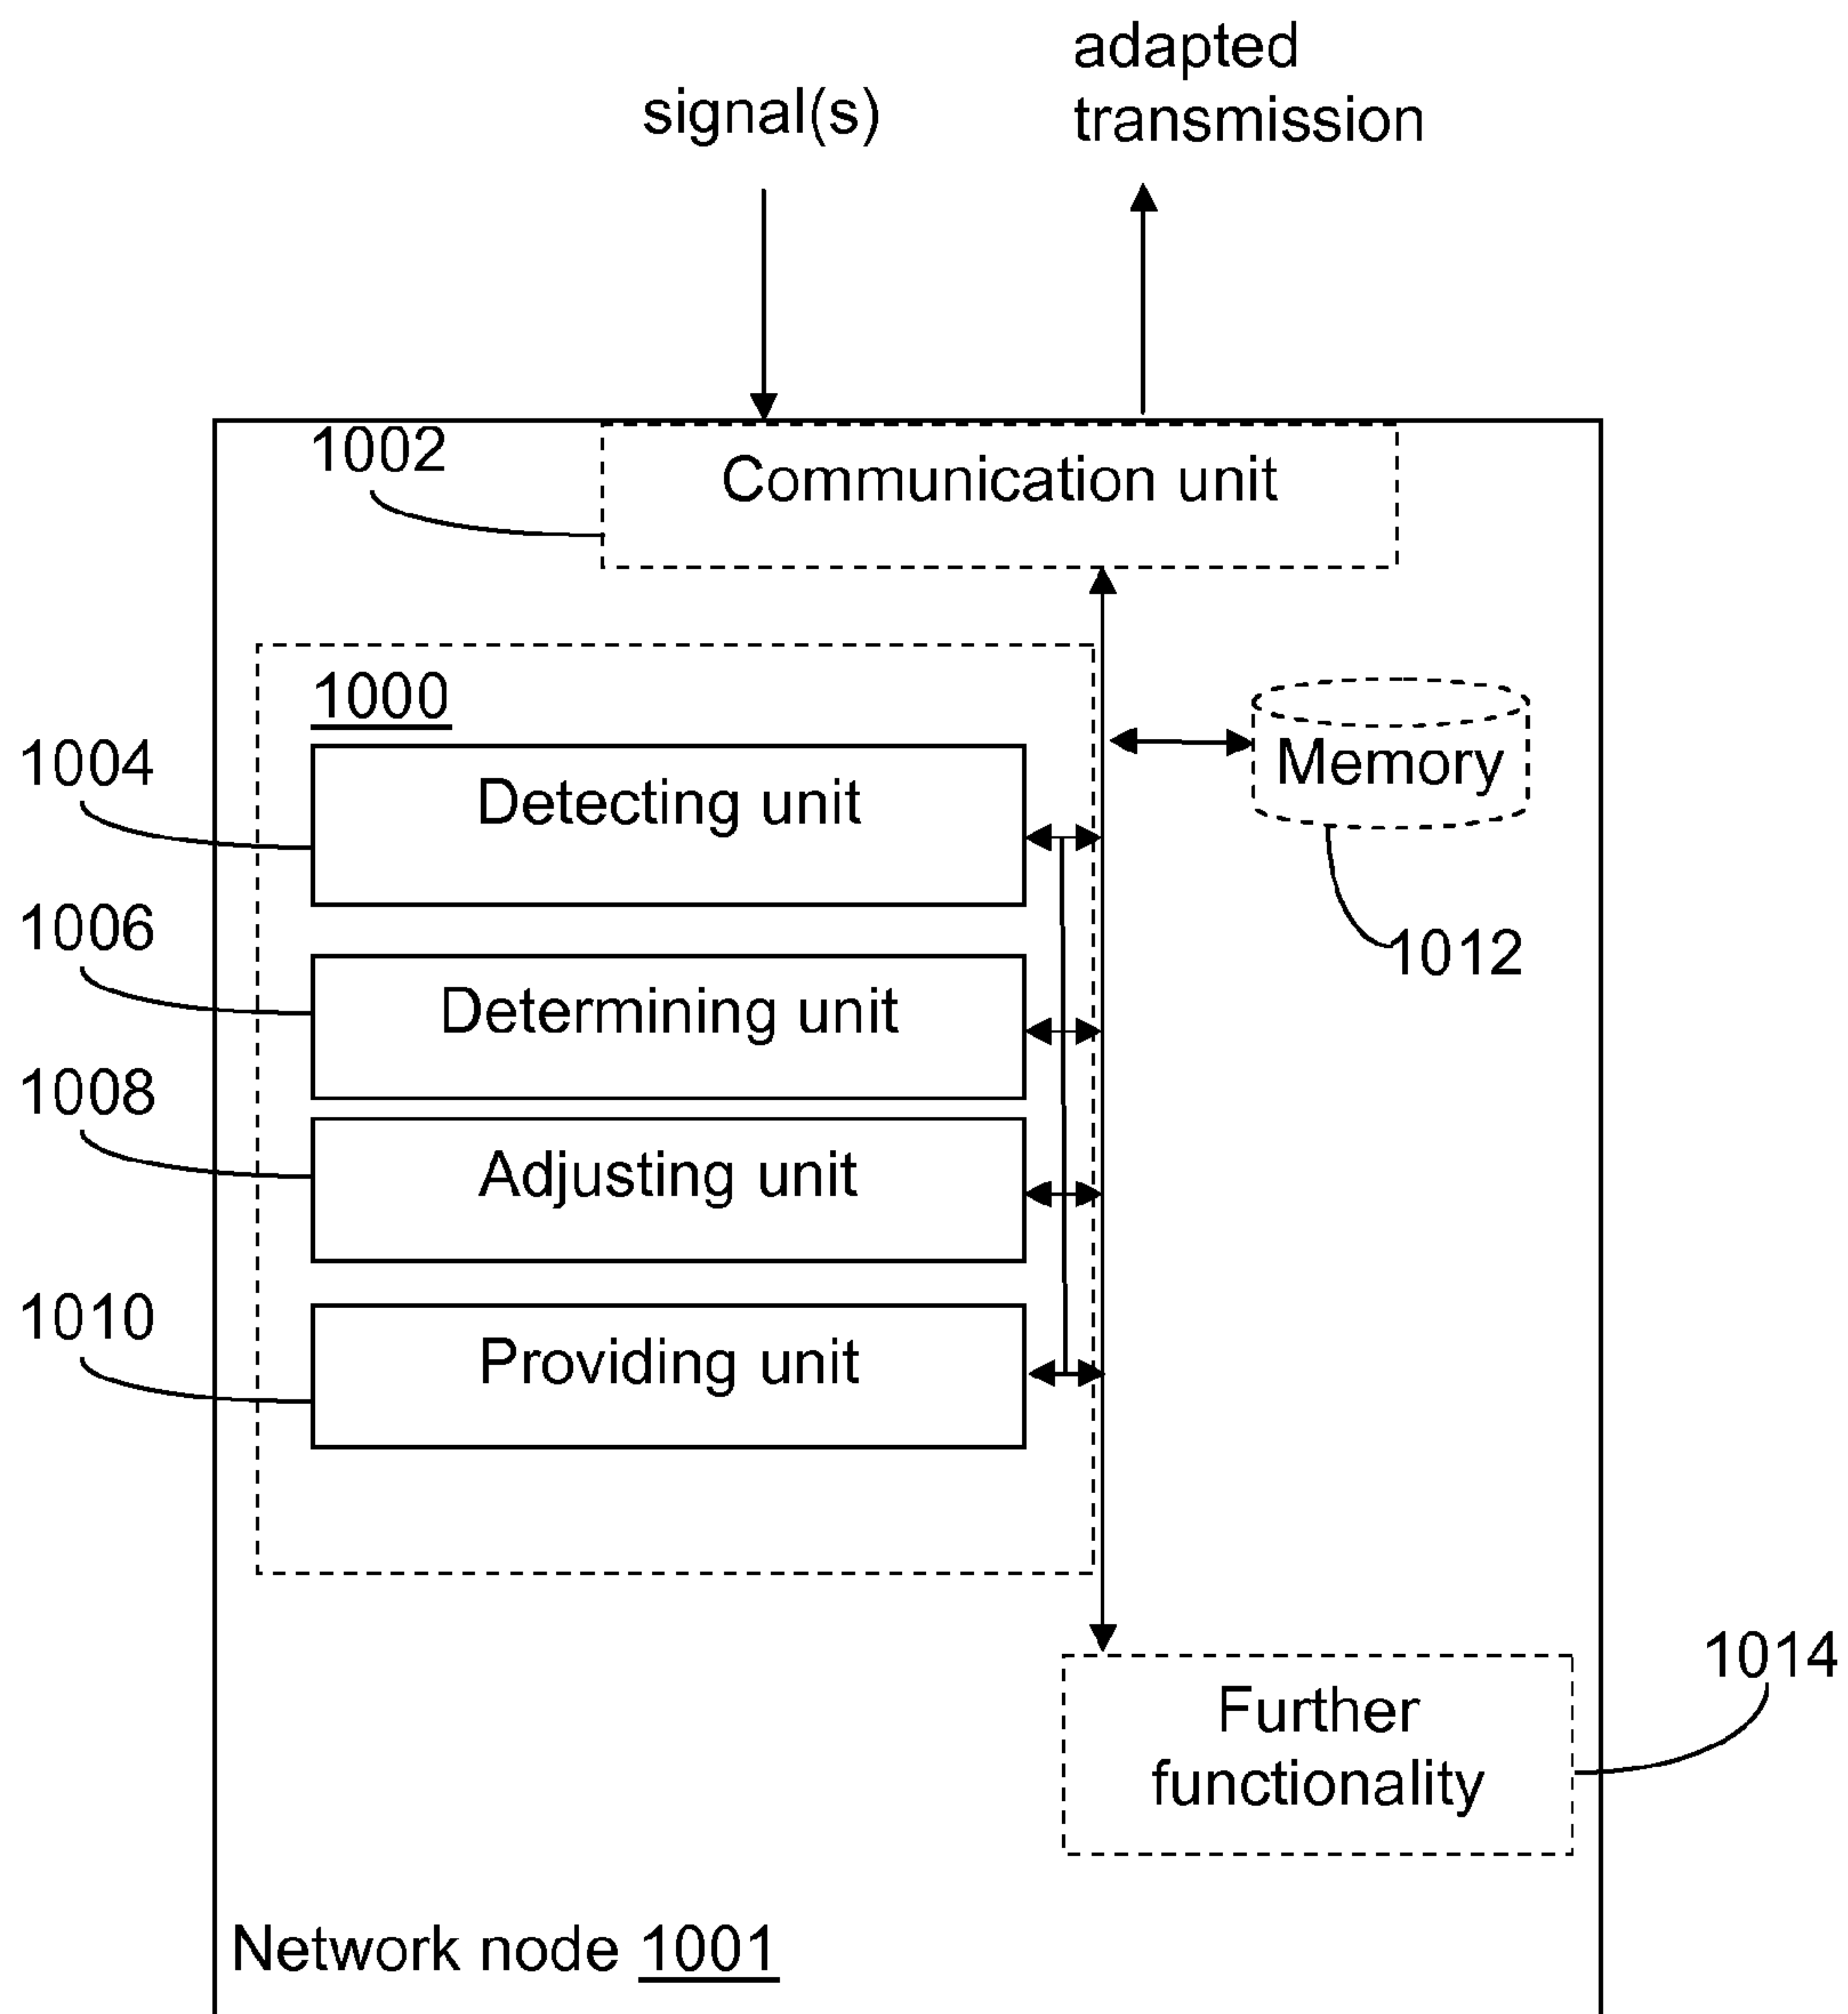 adapted
transmission
signal(s)
1002
Communication unit
1000
1004
Detecting unit
Memory
1006
1012
Determining unit
1008
Adjusting unit
1010
Providing unit
1014
Further
functionality
Network node 1001